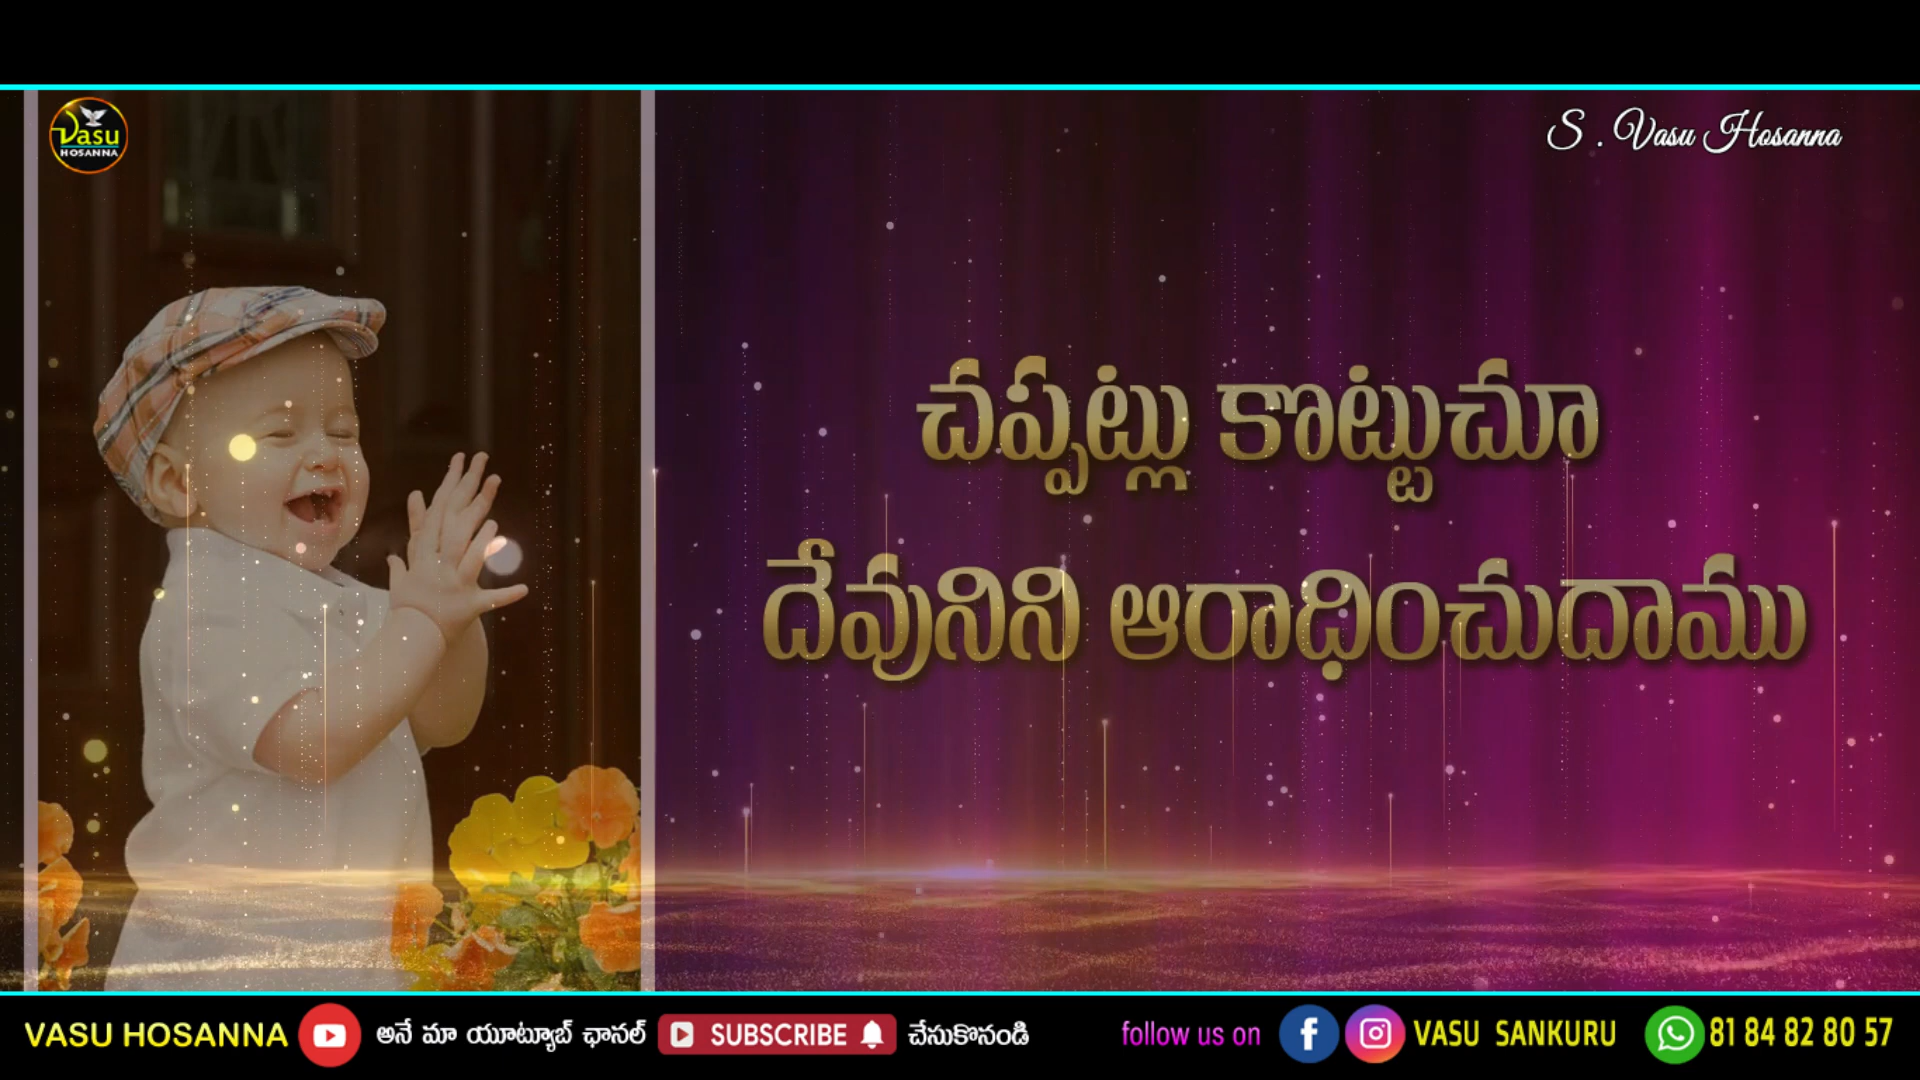 Vasu
HOSANNA
S . Vasu Hosanna
చప్పట్లు కొట్టుచూ
దేవునిని ఆరాధించుదాము
VASU HOSANNA అనే మా యూట్యూబ్ ఛానల్ SUBSCRIBE చేసుకొనండి follow us on VASU SANKURU 81 84 82 80 57